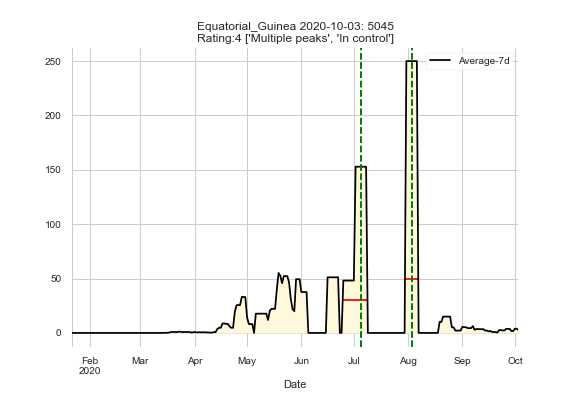 Equatorial_Guinea 2020-10-03: 5045
Rating:4 ['Multiple peaks', 'In control']
Average-7d
250
200
150
100
50
0
Feb Mar Apr May Jun Jul Aug Sep Oct
2020
Date